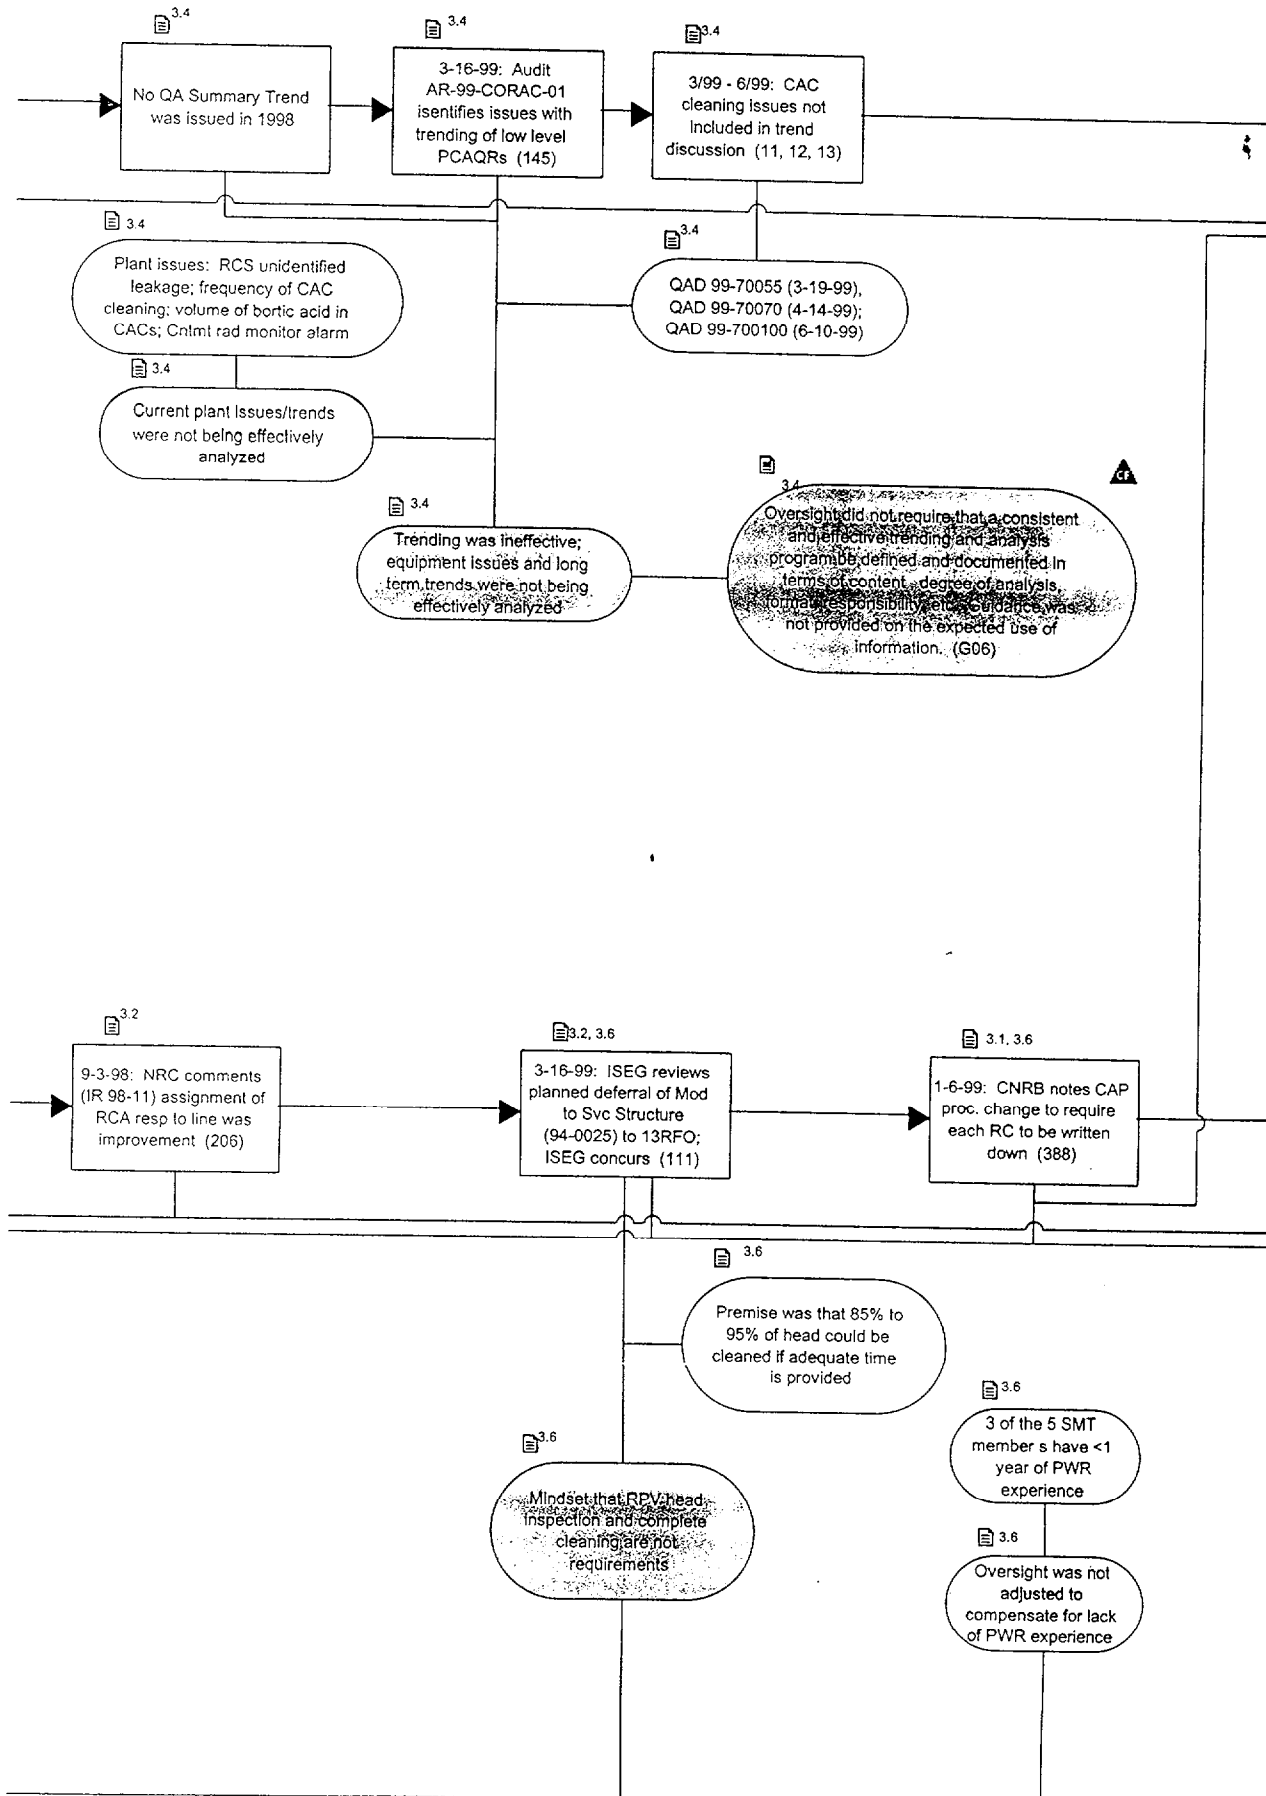 3.4
No QA Summary Trend
was issued in 1998
3.4
3-16-99: Audit
AR-99-CORAC-01
isentifies issues with
trending of low level
PCAQRs (145)
3.4
3/99 - 6/99: CAC
cleaning issues not
included in trend
discussion (11, 12, 13)
3.4
Plant issues: RCS unidentified
leakage; frequency of CAC
cleaning; volume of bortic acid in
CACs; Cntmt rad monitor alarm
3.4
QAD 99-70055 (3-19-99),
QAD 99-70070 (4-14-99);
QAD 99-700100 (6-10-99)
3.4
Current plant issues/trends
were not being effectively
analyzed
3.4
Trending was ineffective;
equipment issues and long
term trends were not being
effectively analyzed
3.4
CF
Oversight did not require that a consistent
and effective trending and analysis
program be defined and documented in
terms of content, degree of analysis,
format, responsibility, etc. Guidance was
not provided on the expected use of
information. (G06)
3.2
9-3-98: NRC comments
(IR 98-11) assignment of
RCA resp to line was
improvement (206)
3.2, 3.6
3-16-99: ISEG reviews
planned deferral of Mod
to Svc Structure
(94-0025) to 13RFO;
ISEG concurs (111)
3.1, 3.6
1-6-99: CNRB notes CAP
proc. change to require
each RC to be written
down (388)
3.6
Premise was that 85% to
95% of head could be
cleaned if adequate time
is provided
3.6
Mindset that RPV head
inspection and complete
cleaning are not
requirements
3.6
3 of the 5 SMT
member s have <1
year of PWR
experience
3.6
Oversight was not
adjusted to
compensate for lack
of PWR experience